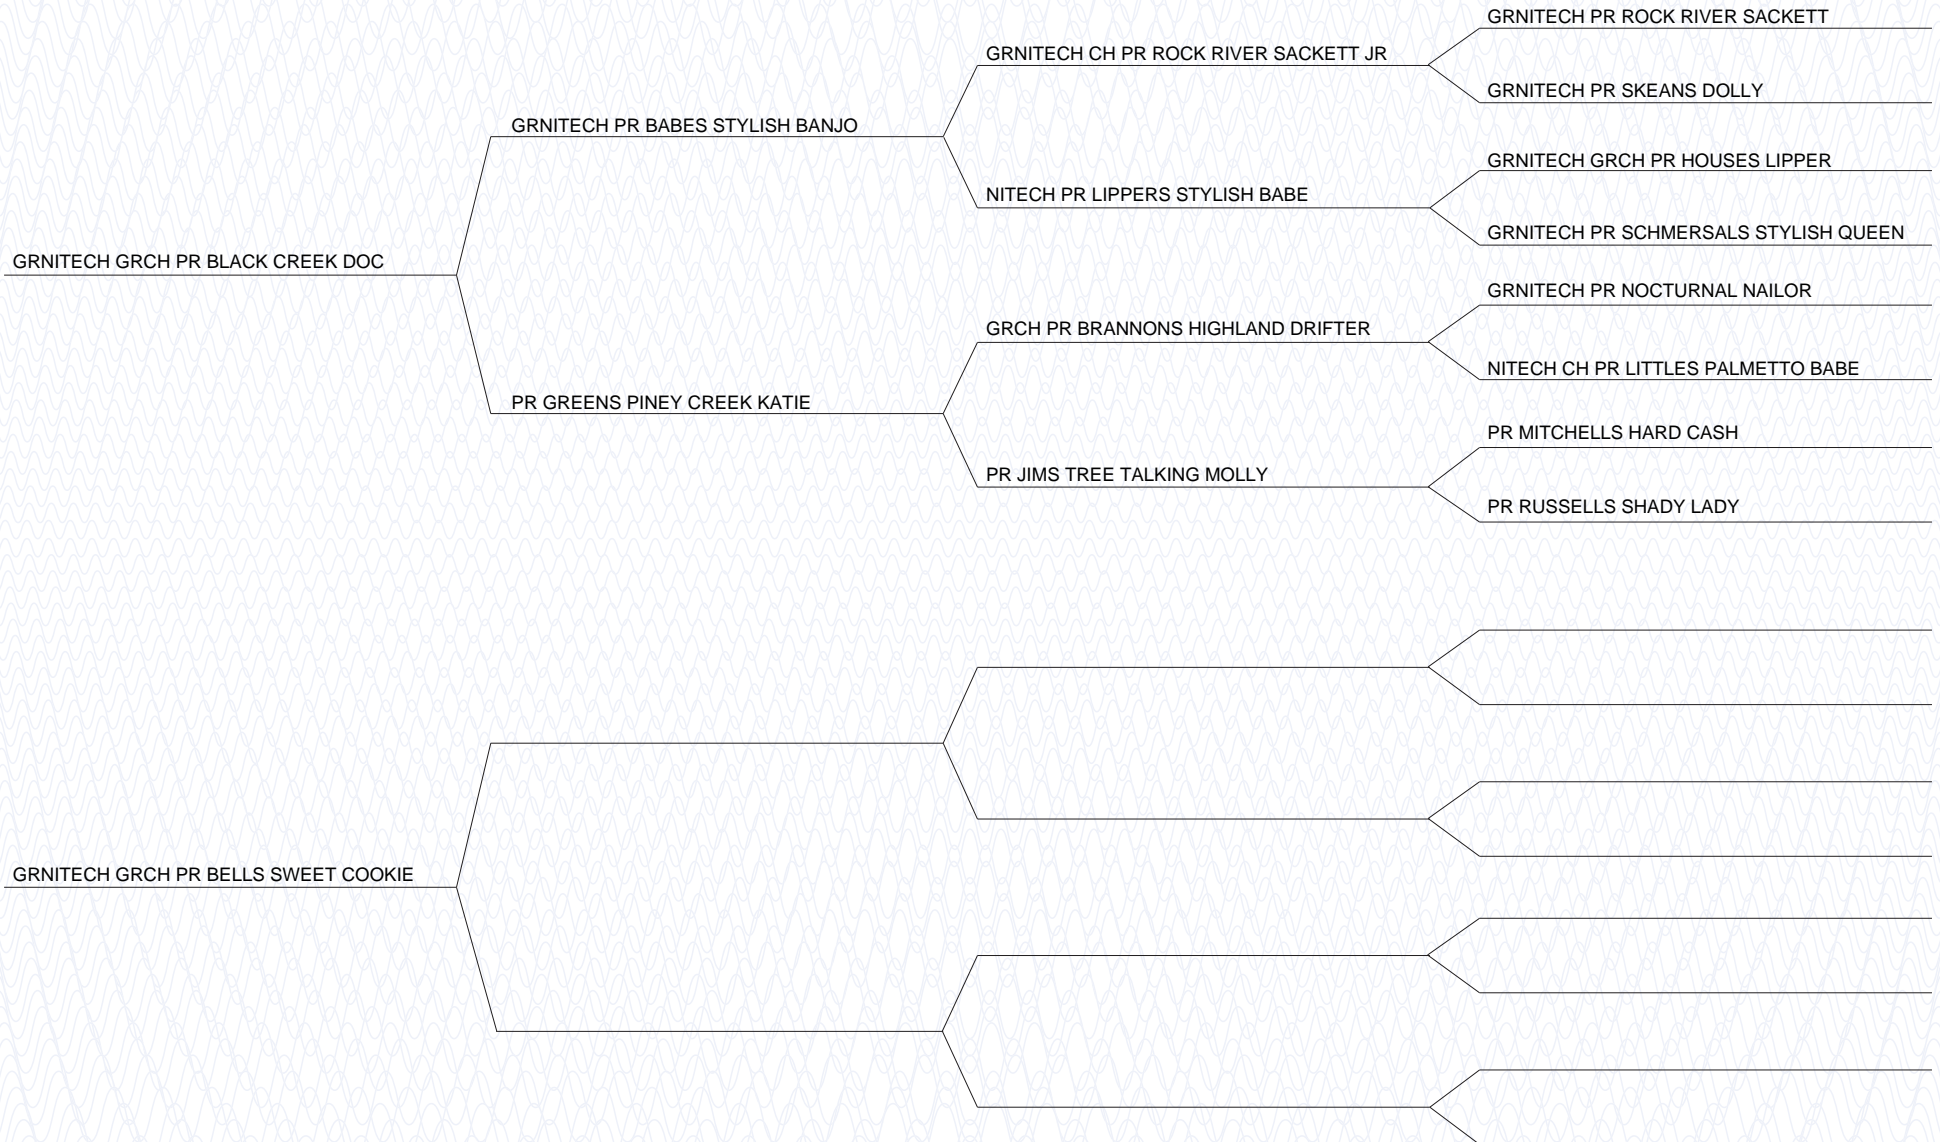 GRNITECH PR ROCK RIVER SACKETT
GRNITECH CH PR ROCK RIVER SACKETT JR
GRNITECH PR SKEANS DOLLY
GRNITECH PR BABES STYLISH BANJO
GRNITECH GRCH PR HOUSES LIPPER
NITECH PR LIPPERS STYLISH BABE
GRNITECH PR SCHMERSALS STYLISH QUEEN
GRNITECH GRCH PR BLACK CREEK DOC
GRNITECH PR NOCTURNAL NAILOR
GRCH PR BRANNONS HIGHLAND DRIFTER
NITECH CH PR LITTLES PALMETTO BABE
PR GREENS PINEY CREEK KATIE
PR MITCHELLS HARD CASH
PR JIMS TREE TALKING MOLLY
PR RUSSELLS SHADY LADY
GRNITECH GRCH PR BELLS SWEET COOKIE